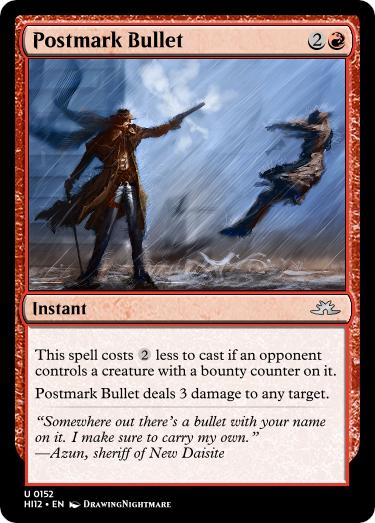 Postmark Bullet 2
Instant
This spell costs 2 less to cast if an opponent
controls a creature with a bounty counter on it.
Postmark Bullet deals 3 damage to any target.
“Somewhere out there’s a bullet with your name
on it. I make sure to carry my own.”
—Azun, sheriff of New Daisite
U 0152
HI12 • EN DrawingNightmare